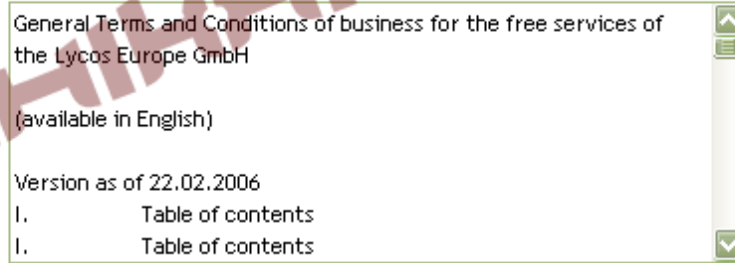 General Terms and Conditions of business for the free services of
the Lycos Europe GmbH
(available in English)
Version as of 22.02.2006
I. Table of contents
I. Table of contents